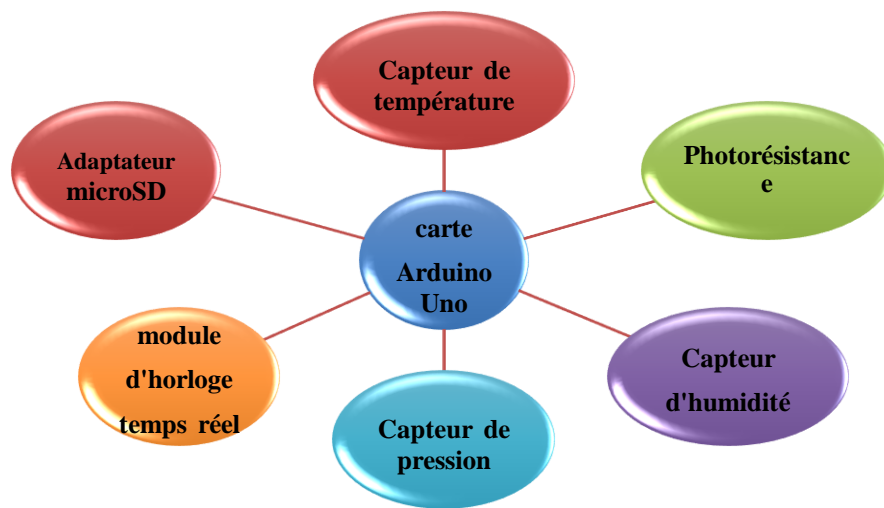 Capteur de
température
Adaptateur
microSD
Photorésistanc
e
carte
Arduino
Uno
module
d'horloge
temps réel
Capteur
d'humidité
Capteur de
pression